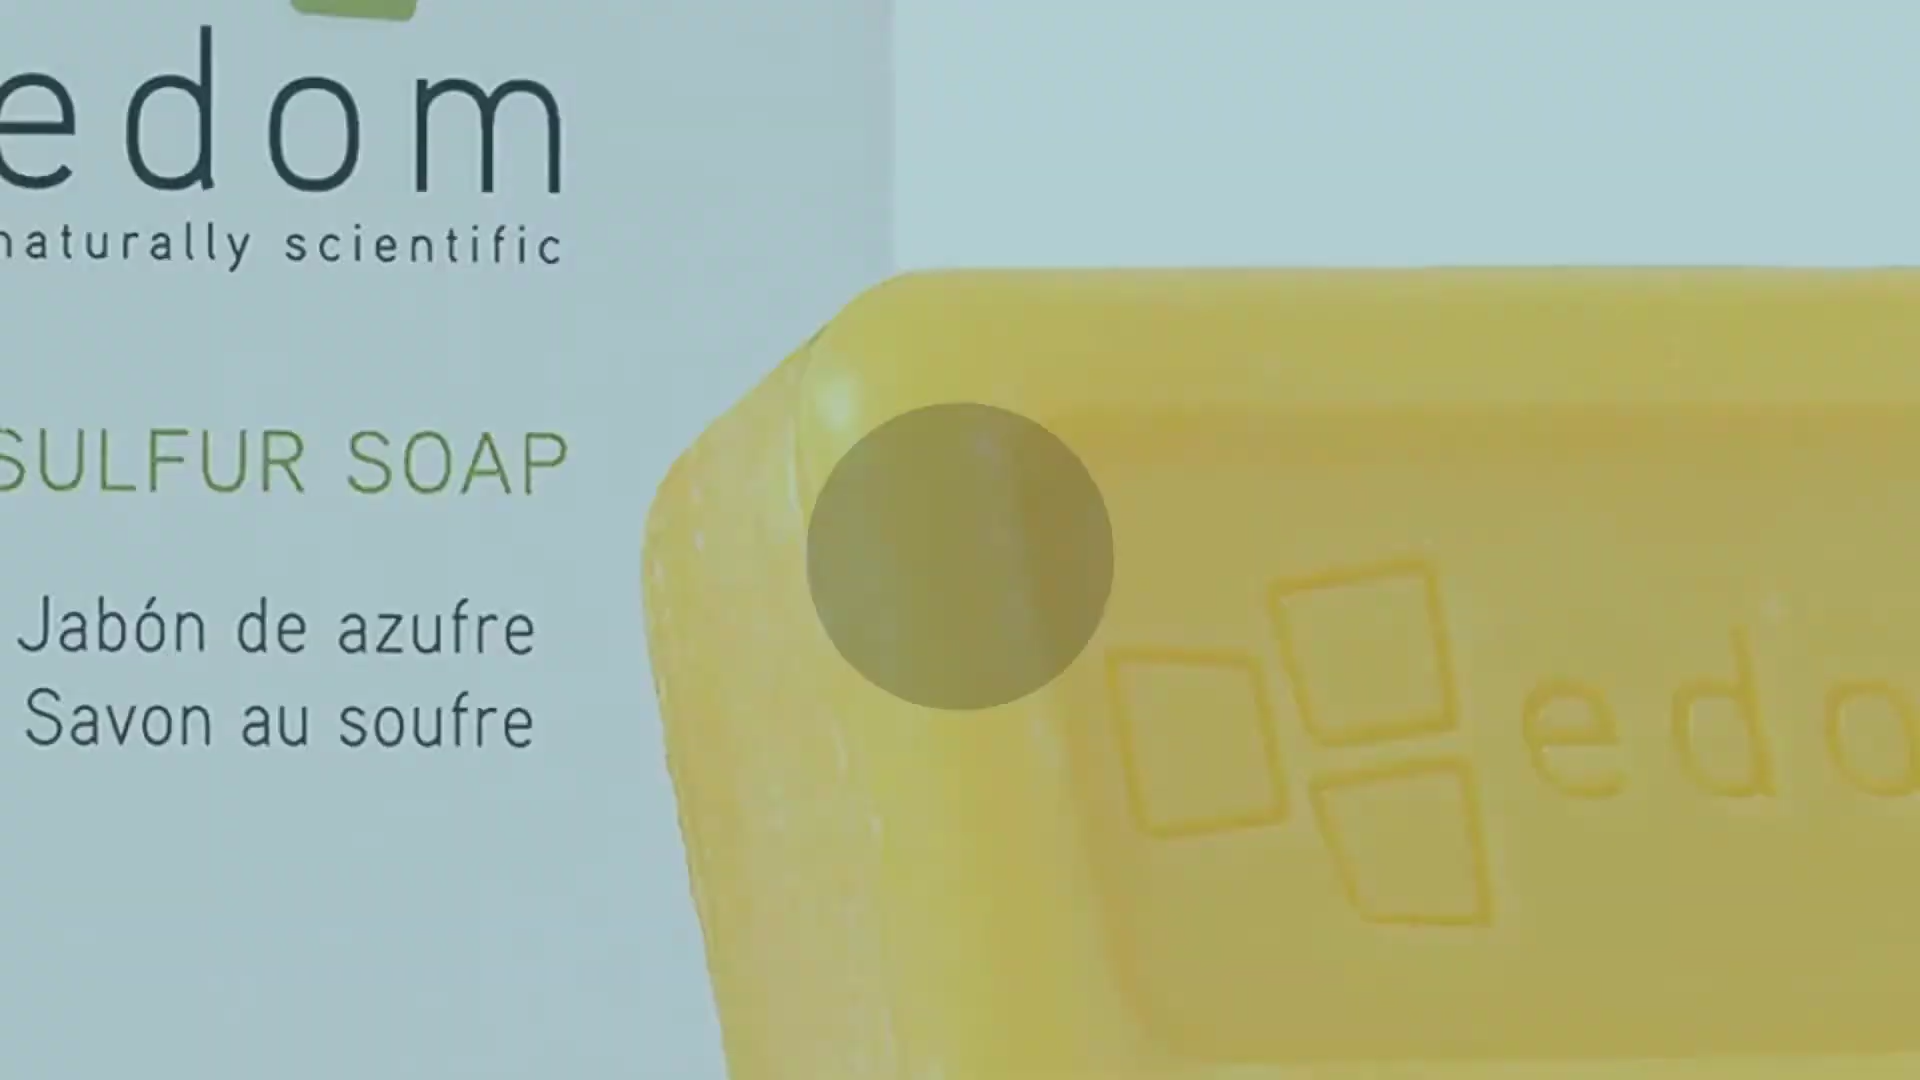 edom
naturally scientific
SULFUR SOAP
Jabón de azufre
Savon au soufre
edo